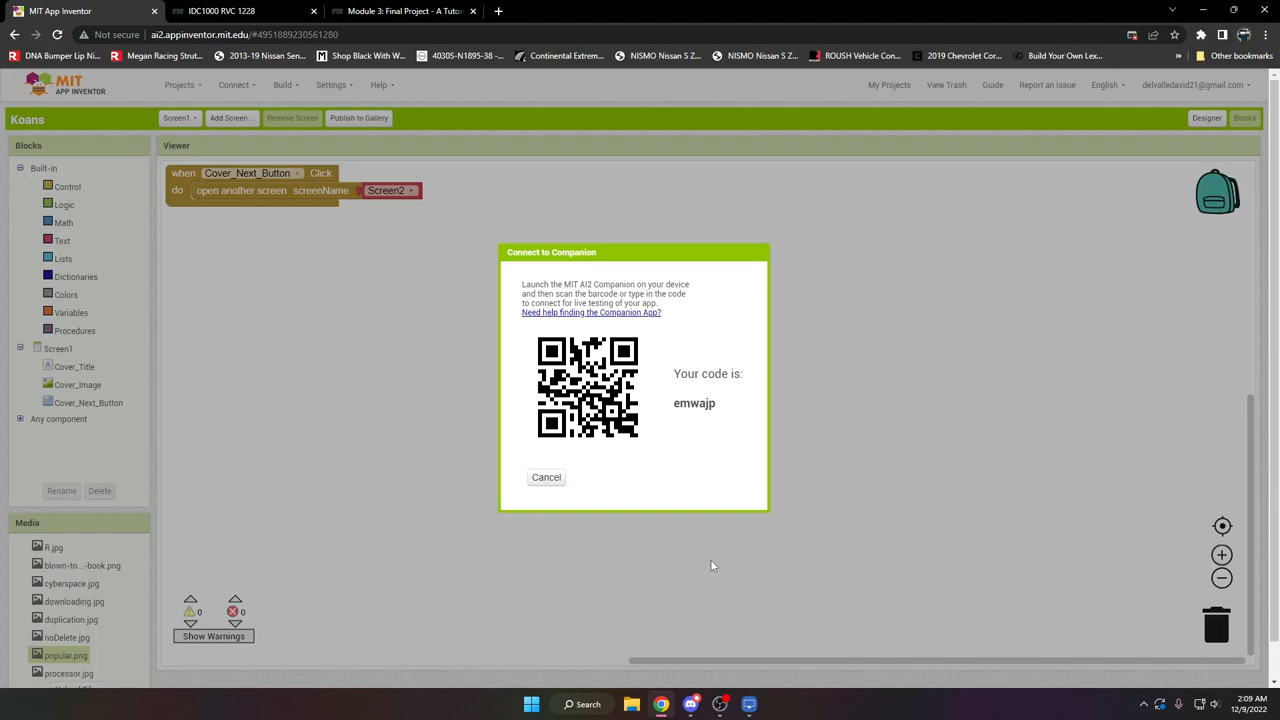 MIT App Inventor
IDC1000 RVC 1228
Module 3: Final Project - A Tutor
Not secure
ai2.appinventor.mit.edu/#4951889230561280
DNA Bumper Lip En...
Megan Racing Strut...
2013-30 Nissan Sen...
Shop Black With W...
40305-N1895-38 -...
Continental Extrem...
NISMO Nissan S Z...
NISMO Nissan S Z...
ROUSH Vehicle Con...
2019 Chevrolet Cor...
Build Your Own Lex...
Other bookmarks
MIT
APP INVENTOR
Projects
Connect
Build
Settings
Help
My Projects
View Trash
Guide
Report an Issue
English
delvalledavid21@gmail.com
Koans
Screen1
Add Screen ...
Remove Screen
Publish to Gallery
Designer
Blocks
Blocks
Viewer
Built-in
Control
Logic
Math
Text
Lists
Dictionaries
Colors
Variables
Procedures
Screen1
Cover_Title
Cover_Image
Cover_Next_Button
Any component
Rename
Delete
Media
R.jpg
blown-to...-book.png
cyberspace.jpg
downloading.jpg
duplication.jpg
noDelete.jpg
popular.png
processor.jpg
when Cover_Next_Button .Click
do open another screen screenName Screen2
Connect to Companion
Launch the MIT AI2 Companion on your device
and then scan the barcode or type in the code
to connect for live testing of your app.
Need help finding the Companion App?
Your code is:
emwajp
Cancel
0
0
Show Warnings
Search
2:09 AM
12/9/2022